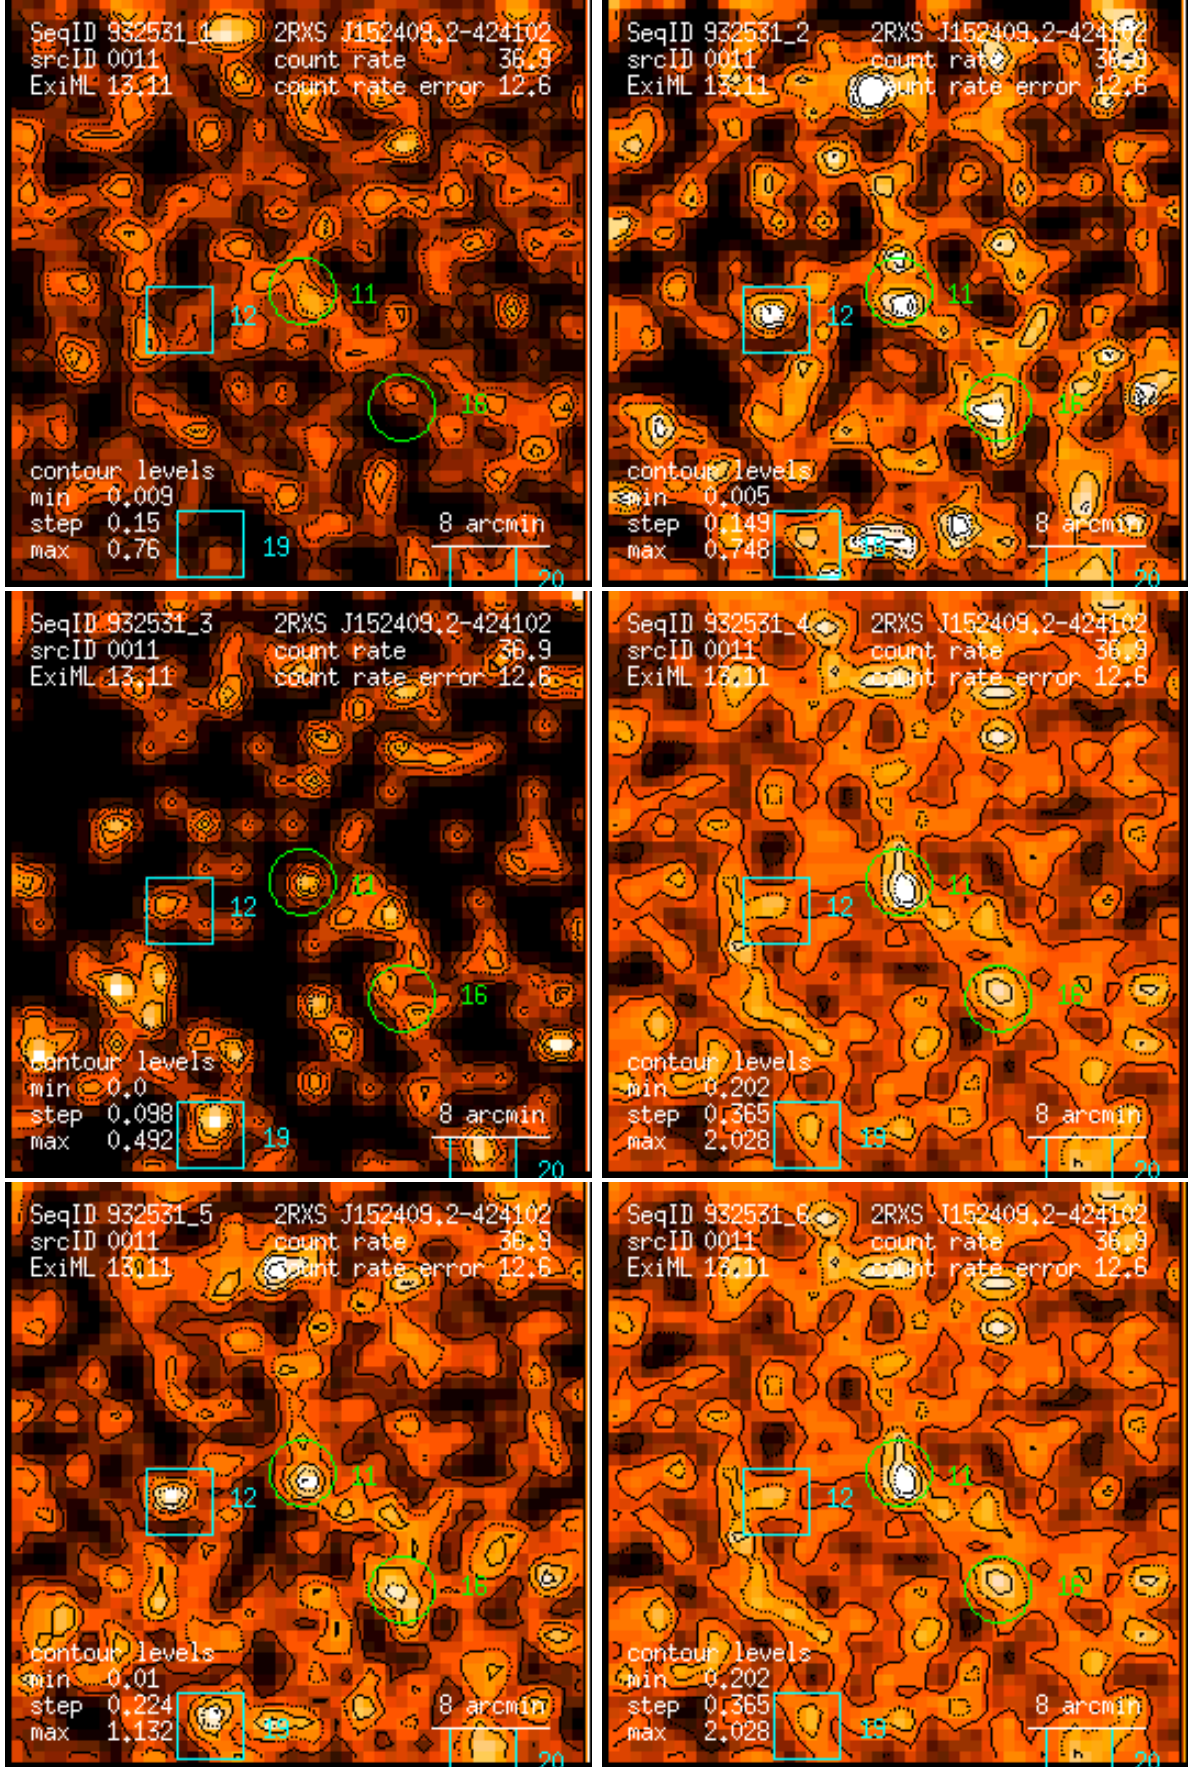 SeqID 932531_1 2RXS J152409.2-424102
srcID 0011 count rate 36.9
ExiML 13.11 count rate error 12.6
11
12
16
contour levels
min 0.009
step 0.15 8 arcmin
max 0.76 19
20
SeqID 932531_2 2RXS J152409.2-424102
srcID 0011 count rate 36.9
ExiML 13.11 count rate error 12.6
11
12
16
contour levels
min 0.005
step 0.149 8 arcmin
max 0.748 19
20
SeqID 932531_3 2RXS J152409.2-424102
srcID 0011 count rate 36.9
ExiML 13.11 count rate error 12.6
11
12
16
contour levels
min 0.0
step 0.098 8 arcmin
max 0.492 19
20
SeqID 932531_4 2RXS J152409.2-424102
srcID 0011 count rate 36.9
ExiML 13.11 count rate error 12.6
11
12
16
contour levels
min 0.202
step 0.365 8 arcmin
max 2.028 19
20
SeqID 932531_5 2RXS J152409.2-424102
srcID 0011 count rate 36.9
ExiML 13.11 count rate error 12.6
11
12
16
contour levels
min 0.01
step 0.224 8 arcmin
max 1.132 19
20
SeqID 932531_6 2RXS J152409.2-424102
srcID 0011 count rate 36.9
ExiML 13.11 count rate error 12.6
11
12
16
contour levels
min 0.202
step 0.365 8 arcmin
max 2.028 19
20